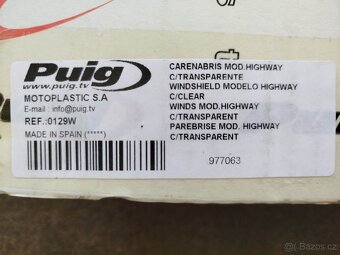 Puig
www.puig.tv
MOTOPLASTIC S.A
E-mail : info@puig.tv
REF.:0129W
MADE IN SPAIN (*****)
CARENABRIS MOD.HIGHWAY
C/TRANSPARENTE
WINDSHIELD MODELO HIGHWAY
C/CLEAR
WINDS MOD.HIGHWAY
C/TRANSPARENT
PAREBRISE MOD. HIGHWAY
C/TRANSPARENT
977063
Bazoš.cz